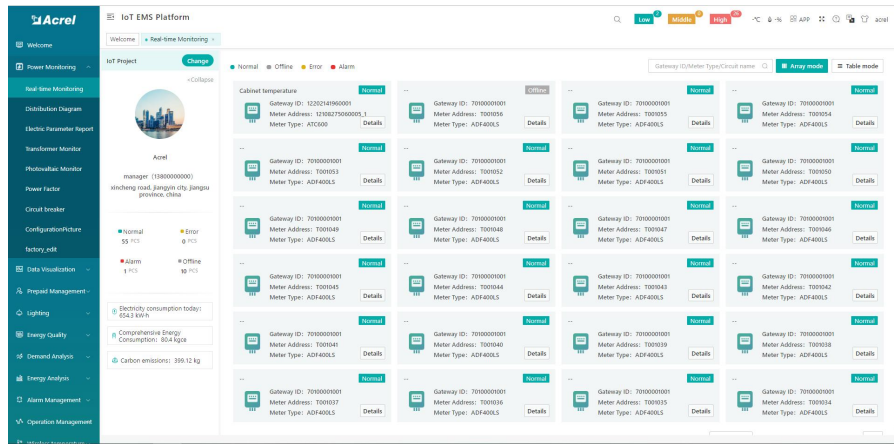 Acrel
IoT EMS Platform
Low
Middle
High
℃
-%
APP
acrel
Welcome
Real-time Monitoring
Welcome
Power Monitoring
Real-time Monitoring
Distribution Diagram
Electric Parameter Report
Transformer Monitor
Photovaltaic Monitor
Power Factor
Circuit breaker
ConfigurationPicture
factory_edit
Data Visualization
Prepaid Management
Lighting
Energy Quality
Demand Analysis
Energy Analysis
Alarm Management
Operation Management
IoT Project
Change
«Collapse
Acrel
manager (13800000000)
xincheng road, jiangyin city, jiangsu
province, china
Normal
55 PCS
Error
0 PCS
Alarm
1 PCS
Offline
10 PCS
Electricity consumption today:
654.3 kW·h
Comprehensive Energy
Consumption: 80.4 kgce
Carbon emissions: 399.12 kg
Normal Offline Error Alarm
Gateway ID/Meter Type/Circuit name
Array mode
Table mode
Cabinet temperature Normal
Gateway ID: 12202141960001
Meter Address: 12108275060005_1
Meter Type: ATC600 Details
-- Offline
Gateway ID: 70100001001
Meter Address: T001056
Meter Type: ADF400LS Details
-- Normal
Gateway ID: 70100001001
Meter Address: T001055
Meter Type: ADF400LS Details
-- Normal
Gateway ID: 70100001001
Meter Address: T001054
Meter Type: ADF400LS Details
-- Normal
Gateway ID: 70100001001
Meter Address: T001053
Meter Type: ADF400LS Details
-- Normal
Gateway ID: 70100001001
Meter Address: T001052
Meter Type: ADF400LS Details
-- Normal
Gateway ID: 70100001001
Meter Address: T001051
Meter Type: ADF400LS Details
-- Normal
Gateway ID: 70100001001
Meter Address: T001050
Meter Type: ADF400LS Details
-- Normal
Gateway ID: 70100001001
Meter Address: T001049
Meter Type: ADF400LS Details
-- Normal
Gateway ID: 70100001001
Meter Address: T001048
Meter Type: ADF400LS Details
-- Normal
Gateway ID: 70100001001
Meter Address: T001047
Meter Type: ADF400LS Details
-- Normal
Gateway ID: 70100001001
Meter Address: T001046
Meter Type: ADF400LS Details
-- Normal
Gateway ID: 70100001001
Meter Address: T001045
Meter Type: ADF400LS Details
-- Normal
Gateway ID: 70100001001
Meter Address: T001044
Meter Type: ADF400LS Details
-- Normal
Gateway ID: 70100001001
Meter Address: T001043
Meter Type: ADF400LS Details
-- Normal
Gateway ID: 70100001001
Meter Address: T001042
Meter Type: ADF400LS Details
-- Normal
Gateway ID: 70100001001
Meter Address: T001041
Meter Type: ADF400LS Details
-- Normal
Gateway ID: 70100001001
Meter Address: T001040
Meter Type: ADF400LS Details
-- Normal
Gateway ID: 70100001001
Meter Address: T001039
Meter Type: ADF400LS Details
-- Normal
Gateway ID: 70100001001
Meter Address: T001038
Meter Type: ADF400LS Details
-- Normal
Gateway ID: 70100001001
Meter Address: T001037
Meter Type: ADF400LS Details
-- Normal
Gateway ID: 70100001001
Meter Address: T001036
Meter Type: ADF400LS Details
-- Normal
Gateway ID: 70100001001
Meter Address: T001035
Meter Type: ADF400LS Details
-- Normal
Gateway ID: 70100001001
Meter Address: T001034
Meter Type: ADF400LS Details